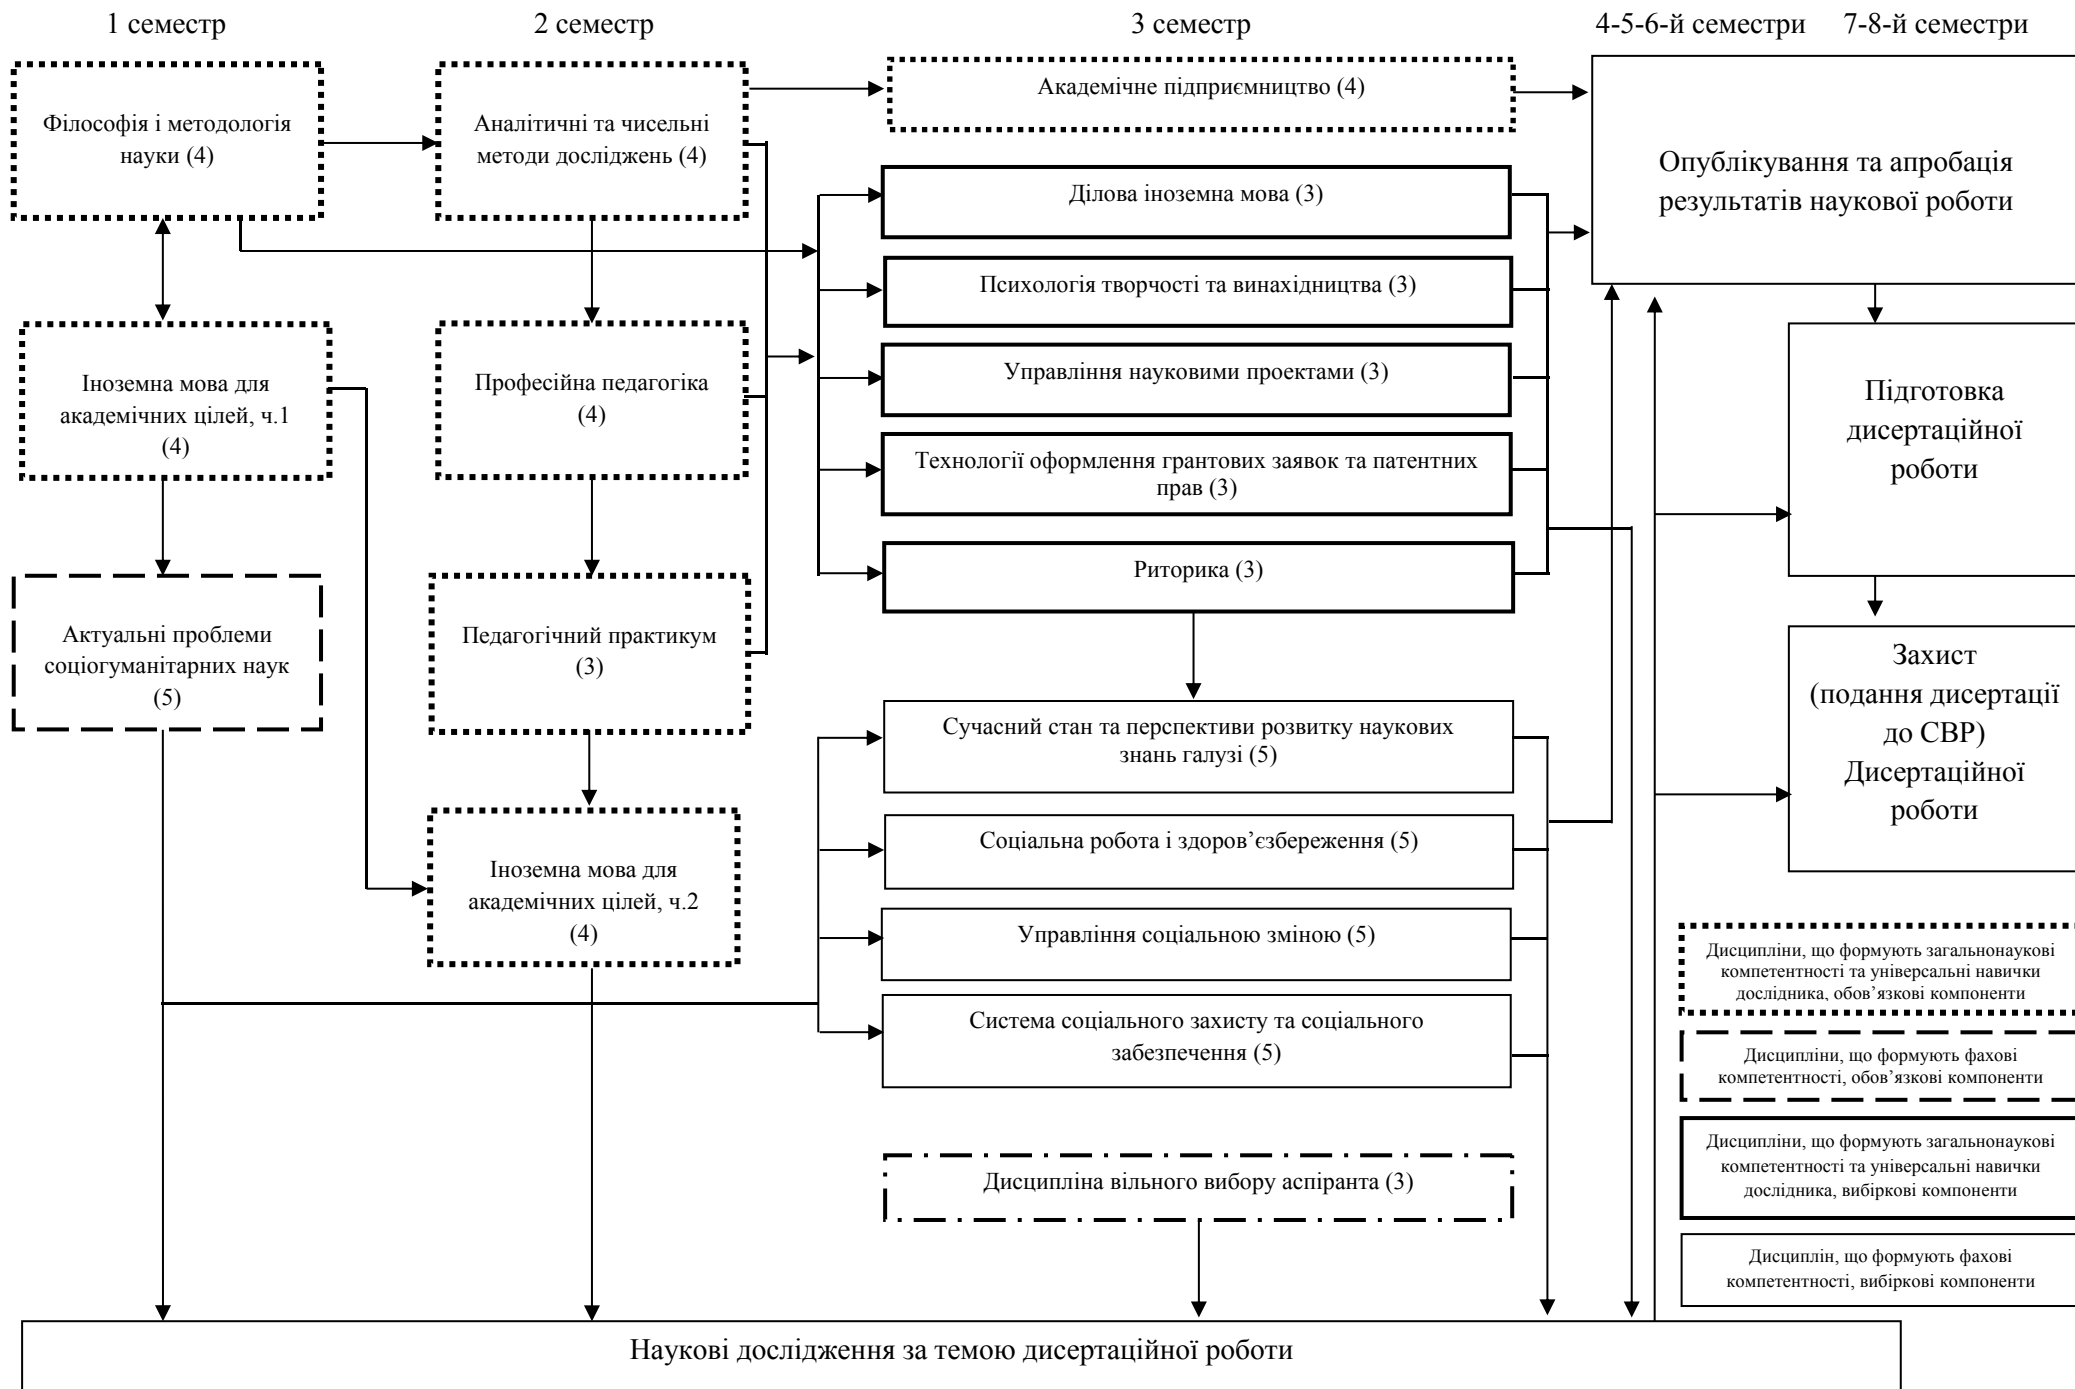 1 семестр
2 семестр
3 семестр
4-5-6-й семестри
7-8-й семестри
Філософія і методологія
науки (4)
Іноземна мова для
академічних цілей, ч.1
(4)
Актуальні проблеми
соціогуманітарних наук
(5)
Аналітичні та чисельні
методи досліджень (4)
Професійна педагогіка
(4)
Педагогічний практикум
(3)
Іноземна мова для
академічних цілей, ч.2
(4)
Академічне підприємництво (4)
Ділова іноземна мова (3)
Психологія творчості та винахідництва (3)
Управління науковими проектами (3)
Технології оформлення грантових заявок та патентних
прав (3)
Риторика (3)
Сучасний стан та перспективи розвитку наукових
знань галузі (5)
Соціальна робота і здоров’єзбереження (5)
Управління соціальною зміною (5)
Система соціального захисту та соціального
забезпечення (5)
Дисципліна вільного вибору аспіранта (3)
Опублікування та апробація
результатів наукової роботи
Підготовка
дисертаційної
роботи
Захист
(подання дисертації
до СВР)
Дисертаційної
роботи
Дисципліни, що формують загальнонаукові
компетентності та універсальні навички
дослідника, обов’язкові компоненти
Дисципліни, що формують фахові
компетентності, обов’язкові компоненти
Дисципліни, що формують загальнонаукові
компетентності та універсальні навички
дослідника, вибіркові компоненти
Дисциплін, що формують фахові
компетентності, вибіркові компоненти
Наукові дослідження за темою дисертаційної роботи